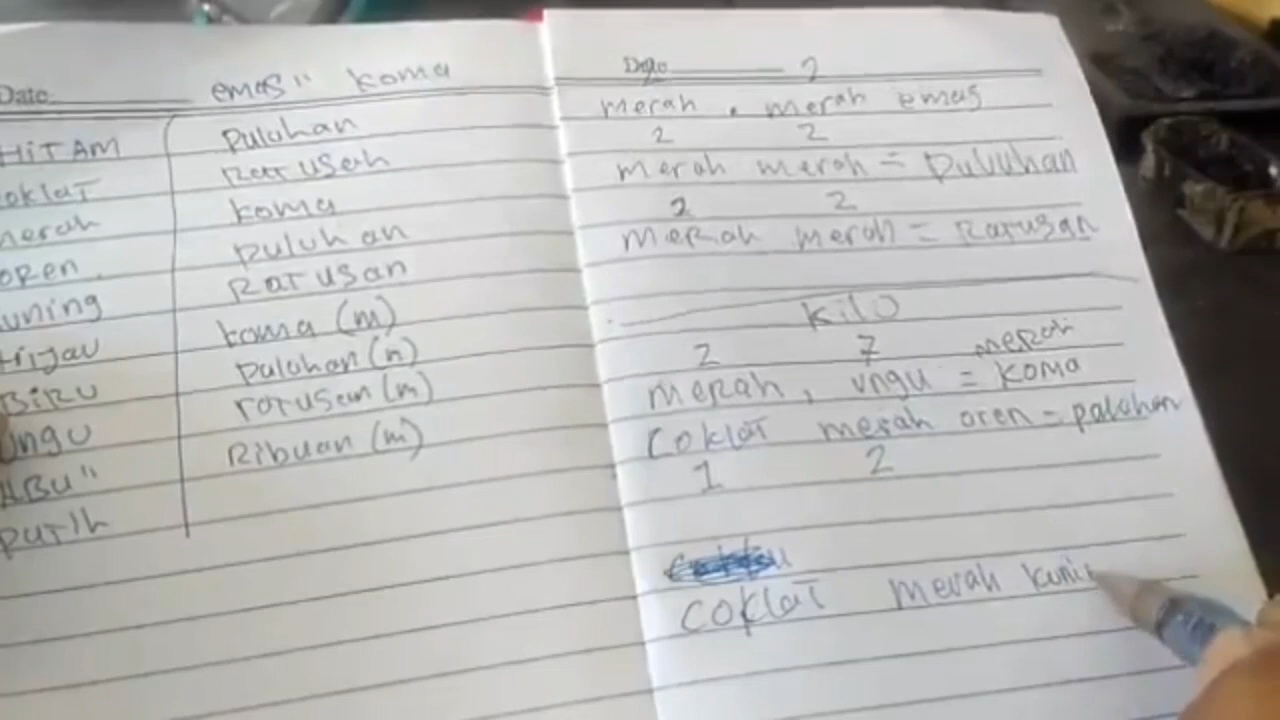 Date
emas" koma
HITAM
Puluhan
coklat
Ratusan
merah
koma
oren
puluhan
kuning
Ratusan
Hijau
koma (m)
BIRU
Puluhan (m)
Ungu
ratusan (m)
ABU"
Ribuan (m)
PUTIh
2
merah , merah emas
2 2
merah merah = Puluhan
2 2
merah merah = Ratusan
kilo
2 7 merah
merah , ungu = koma
Coklat merah oren = puluhan
1 2
coklat merah kunin